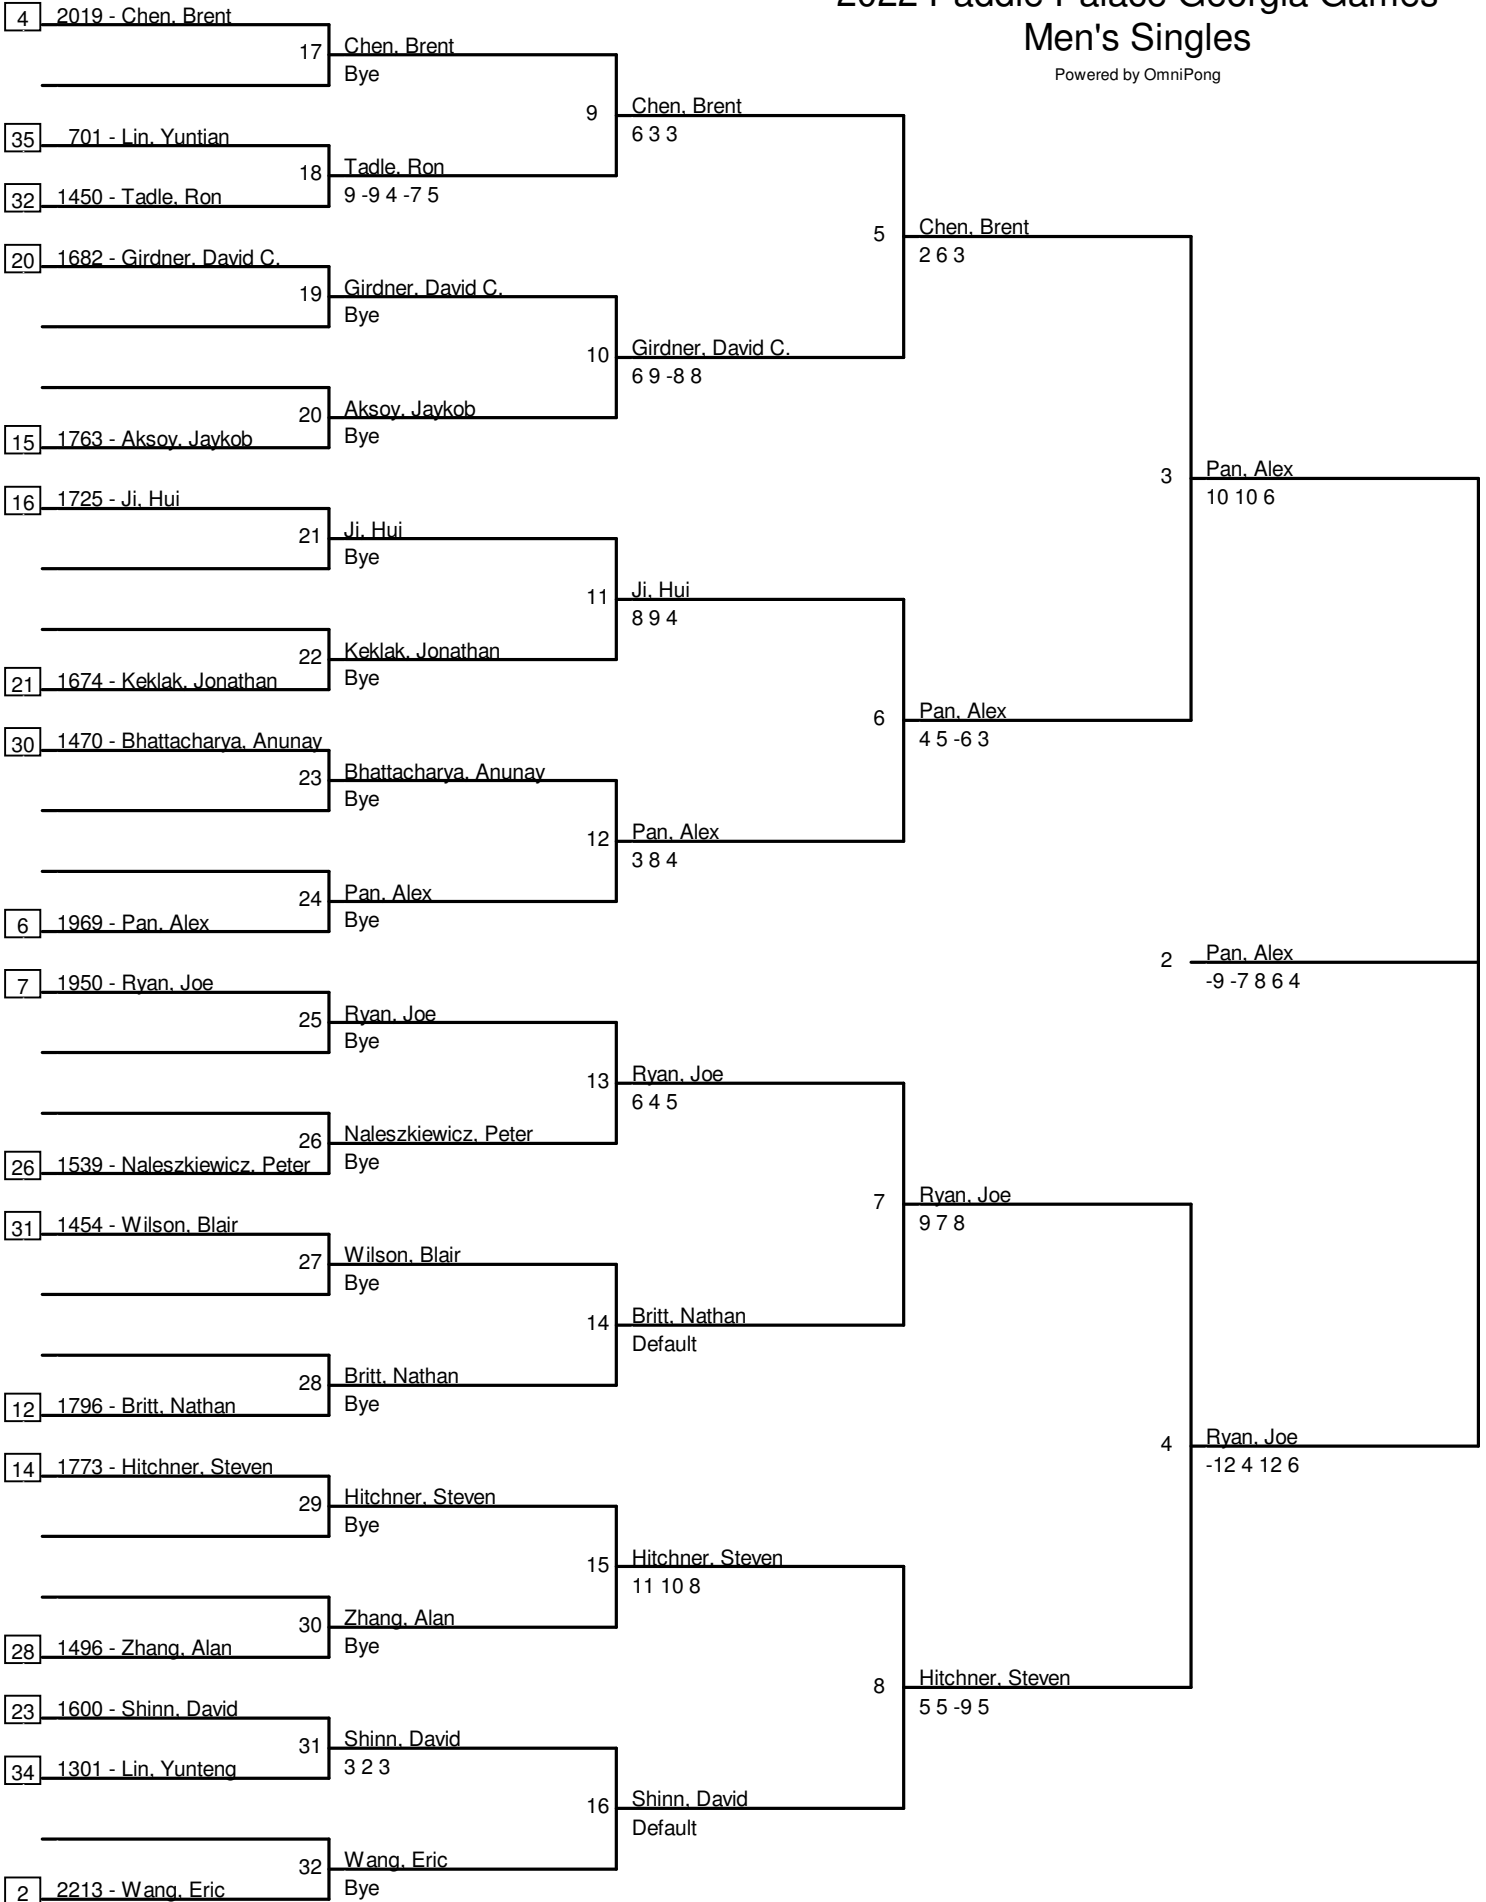 2022 Paddle Palace Georgia Games
Men's Singles
Powered by OmniPong
4 2019 - Chen, Brent
17 Chen, Brent
Bye
9 Chen, Brent
6 3 3
35 701 - Lin, Yuntian
18 Tadle, Ron
9 -9 4 -7 5
32 1450 - Tadle, Ron
5 Chen, Brent
2 6 3
20 1682 - Girdner, David C.
19 Girdner, David C.
Bye
10 Girdner, David C.
6 9 -8 8
20 Aksoy, Jaykob
Bye
15 1763 - Aksoy, Jaykob
3 Pan, Alex
10 10 6
16 1725 - Ji, Hui
21 Ji, Hui
Bye
11 Ji, Hui
8 9 4
22 Keklak, Jonathan
Bye
21 1674 - Keklak, Jonathan
6 Pan, Alex
4 5 -6 3
30 1470 - Bhattacharya, Anunay
23 Bhattacharya, Anunay
Bye
12 Pan, Alex
3 8 4
24 Pan, Alex
Bye
6 1969 - Pan, Alex
2 Pan, Alex
-9 -7 8 6 4
7 1950 - Ryan, Joe
25 Ryan, Joe
Bye
13 Ryan, Joe
6 4 5
26 Naleszkiewicz, Peter
Bye
26 1539 - Naleszkiewicz, Peter
7 Ryan, Joe
9 7 8
31 1454 - Wilson, Blair
27 Wilson, Blair
Bye
14 Britt, Nathan
Default
28 Britt, Nathan
Bye
12 1796 - Britt, Nathan
4 Ryan, Joe
-12 4 12 6
14 1773 - Hitchner, Steven
29 Hitchner, Steven
Bye
15 Hitchner, Steven
11 10 8
30 Zhang, Alan
Bye
28 1496 - Zhang, Alan
8 Hitchner, Steven
5 5 -9 5
23 1600 - Shinn, David
31 Shinn, David
3 2 3
34 1301 - Lin, Yunteng
16 Shinn, David
Default
32 Wang, Eric
Bye
2 2213 - Wang, Eric